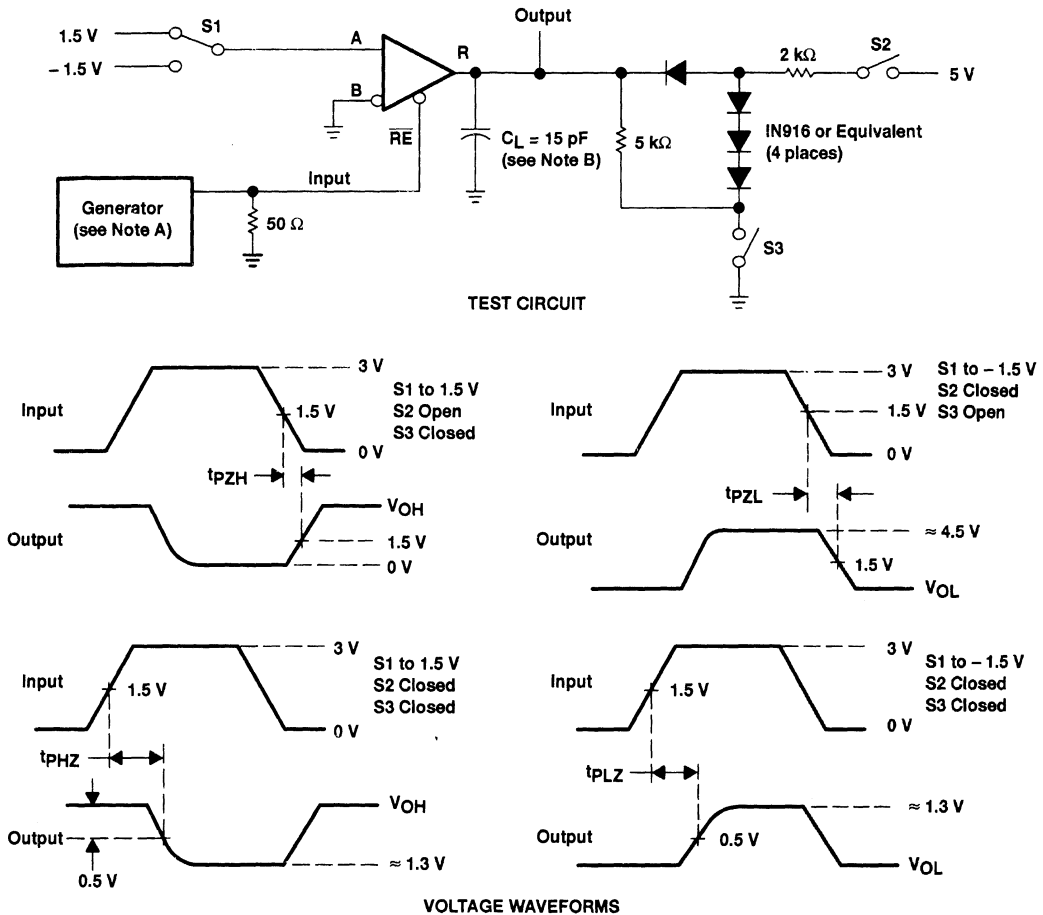 Output
S1
1.5 V
– 1.5 V
A
B
R
RE
2 kΩ
S2
5 V
CL = 15 pF
(see Note B)
5 kΩ
IN916 or Equivalent
(4 places)
Input
Generator
(see Note A)
50 Ω
S3
TEST CIRCUIT
Input
3 V
1.5 V
0 V
S1 to 1.5 V
S2 Open
S3 Closed
tPZH
Output
VOH
1.5 V
0 V
Input
3 V
1.5 V
0 V
S1 to – 1.5 V
S2 Closed
S3 Open
tPZL
Output
≈ 4.5 V
1.5 V
VOL
Input
3 V
1.5 V
0 V
S1 to 1.5 V
S2 Closed
S3 Closed
tPHZ
Output
VOH
0.5 V
≈ 1.3 V
Input
3 V
1.5 V
0 V
S1 to – 1.5 V
S2 Closed
S3 Closed
tPLZ
Output
≈ 1.3 V
0.5 V
VOL
VOLTAGE WAVEFORMS